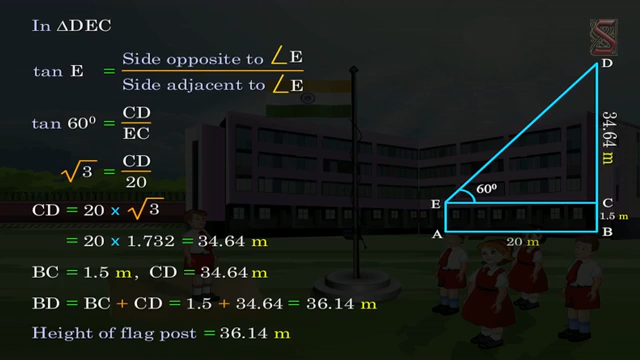 In ΔDEC
tan E = Side opposite to ∠E / Side adjacent to ∠E
tan 60⁰ = CD / EC
√3 = CD / 20
CD = 20 x √3
= 20 x 1.732 = 34.64 m
BC = 1.5 m, CD = 34.64 m
BD = BC + CD = 1.5 + 34.64 = 36.14 m
Height of flag post = 36.14 m
S
D
34.64 m
60⁰
E
C
1.5 m
A
B
20 m